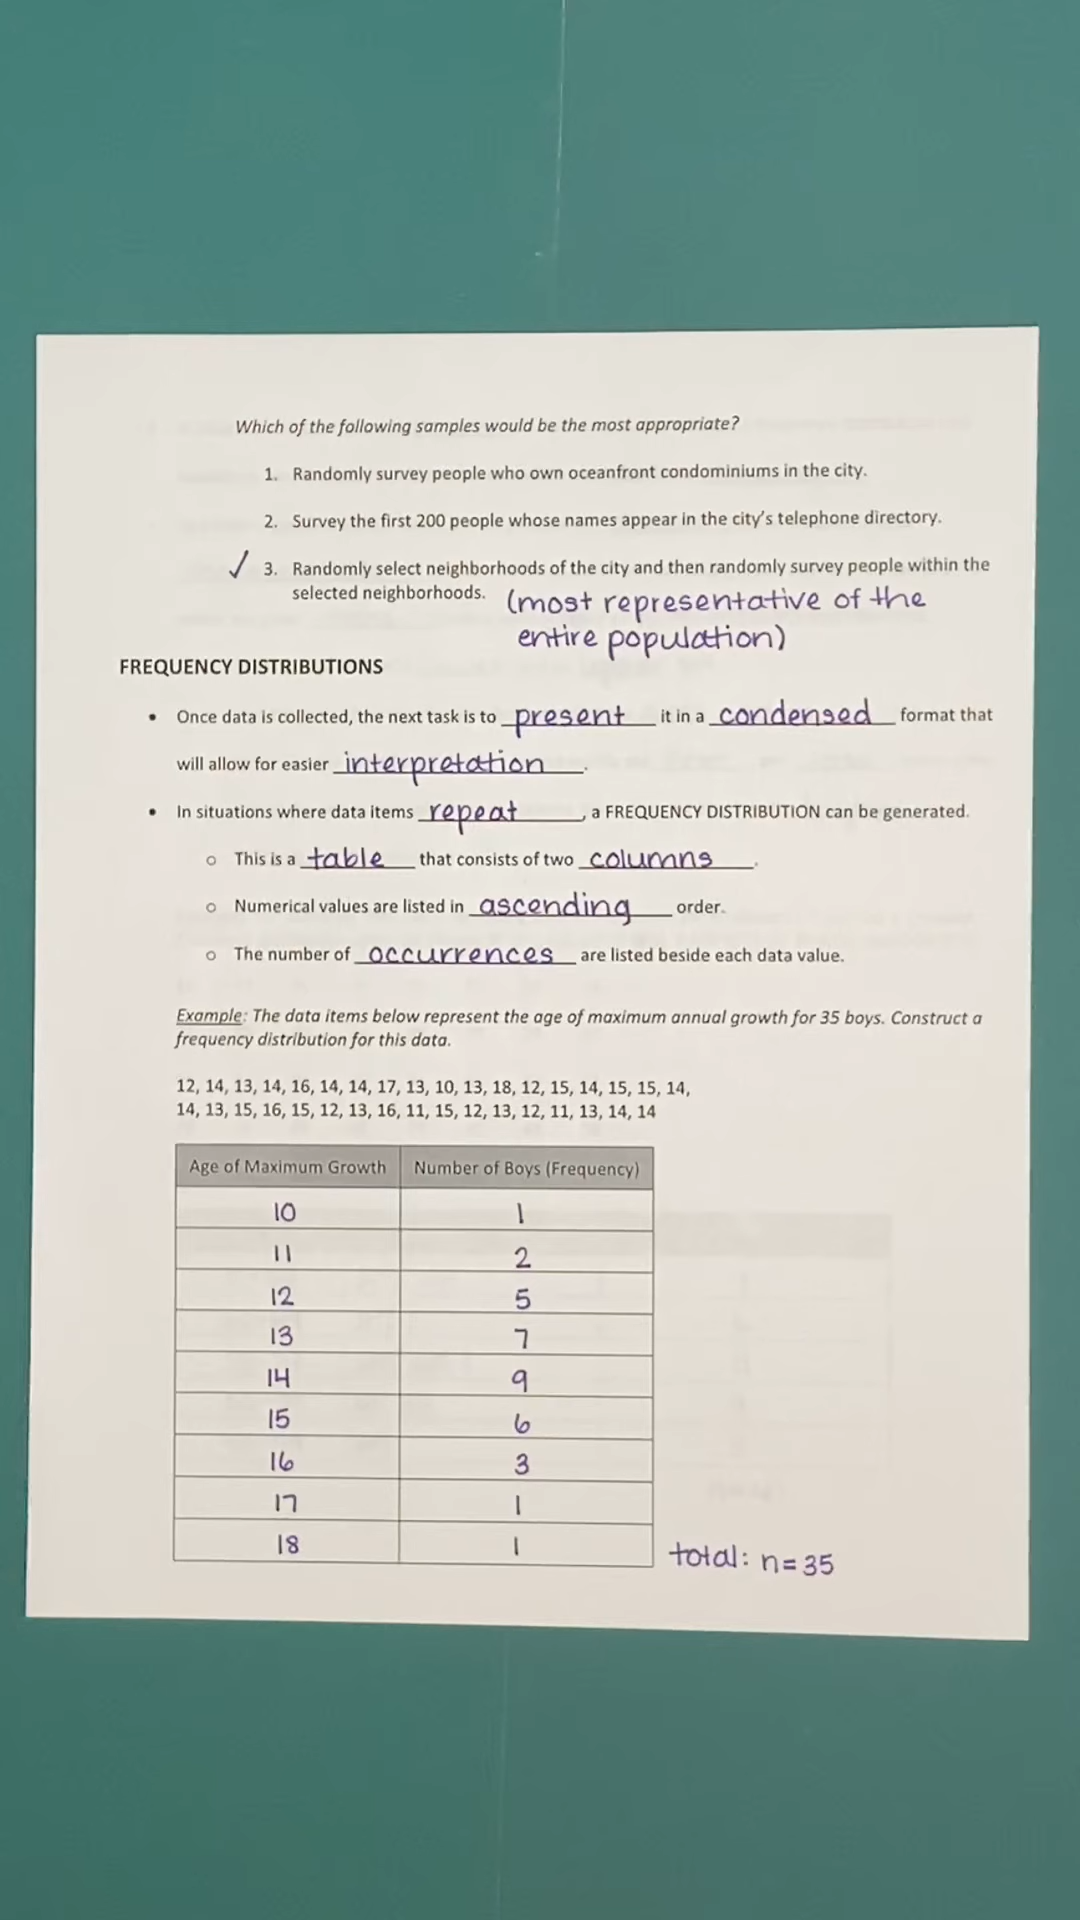 Which of the following samples would be the most appropriate?
1. Randomly survey people who own oceanfront condominiums in the city.
2. Survey the first 200 people whose names appear in the city's telephone directory.
✓ 3. Randomly select neighborhoods of the city and then randomly survey people within the
selected neighborhoods. (most representative of the
entire population)
FREQUENCY DISTRIBUTIONS
• Once data is collected, the next task is to present it in a condensed format that
will allow for easier interpretation.
• In situations where data items repeat, a FREQUENCY DISTRIBUTION can be generated.
o This is a table that consists of two columns.
o Numerical values are listed in ascending order.
o The number of occurrences are listed beside each data value.
Example: The data items below represent the age of maximum annual growth for 35 boys. Construct a
frequency distribution for this data.
12, 14, 13, 14, 16, 14, 14, 17, 13, 10, 13, 18, 12, 15, 14, 15, 15, 14,
14, 13, 15, 16, 15, 12, 13, 16, 11, 15, 12, 13, 12, 11, 13, 14, 14
Age of Maximum Growth Number of Boys (Frequency)
10 1
11 2
12 5
13 7
14 9
15 6
16 3
17 1
18 1
total: n=35